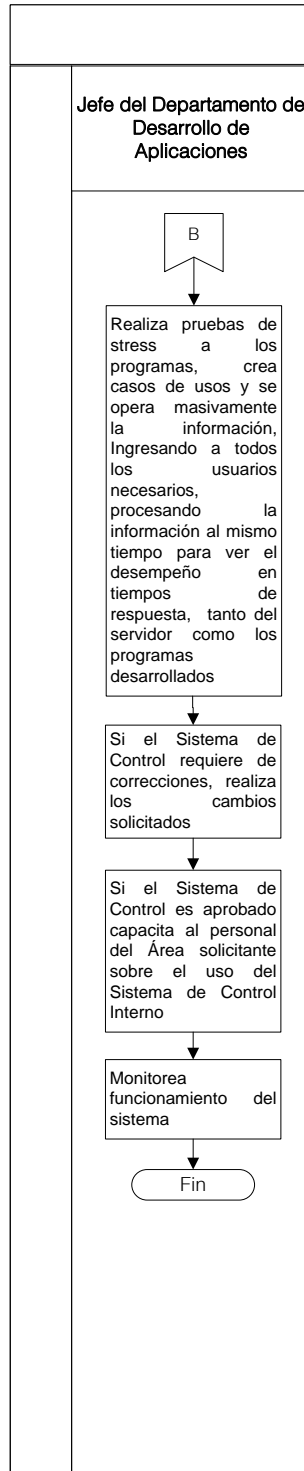 Jefe del Departamento de
Desarrollo de
Aplicaciones
B
Realiza pruebas de
stress a los
programas, crea
casos de usos y se
opera masivamente
la información,
Ingresando a todos
los usuarios
necesarios,
procesando la
información al mismo
tiempo para ver el
desempeño en
tiempos de
respuesta, tanto del
servidor como los
programas
desarrollados
Si el Sistema de
Control requiere de
correcciones, realiza
los cambios
solicitados
Si el Sistema de
Control es aprobado
capacita al personal
del Área solicitante
sobre el uso del
Sistema de Control
Interno
Monitorea
funcionamiento del
sistema
Fin